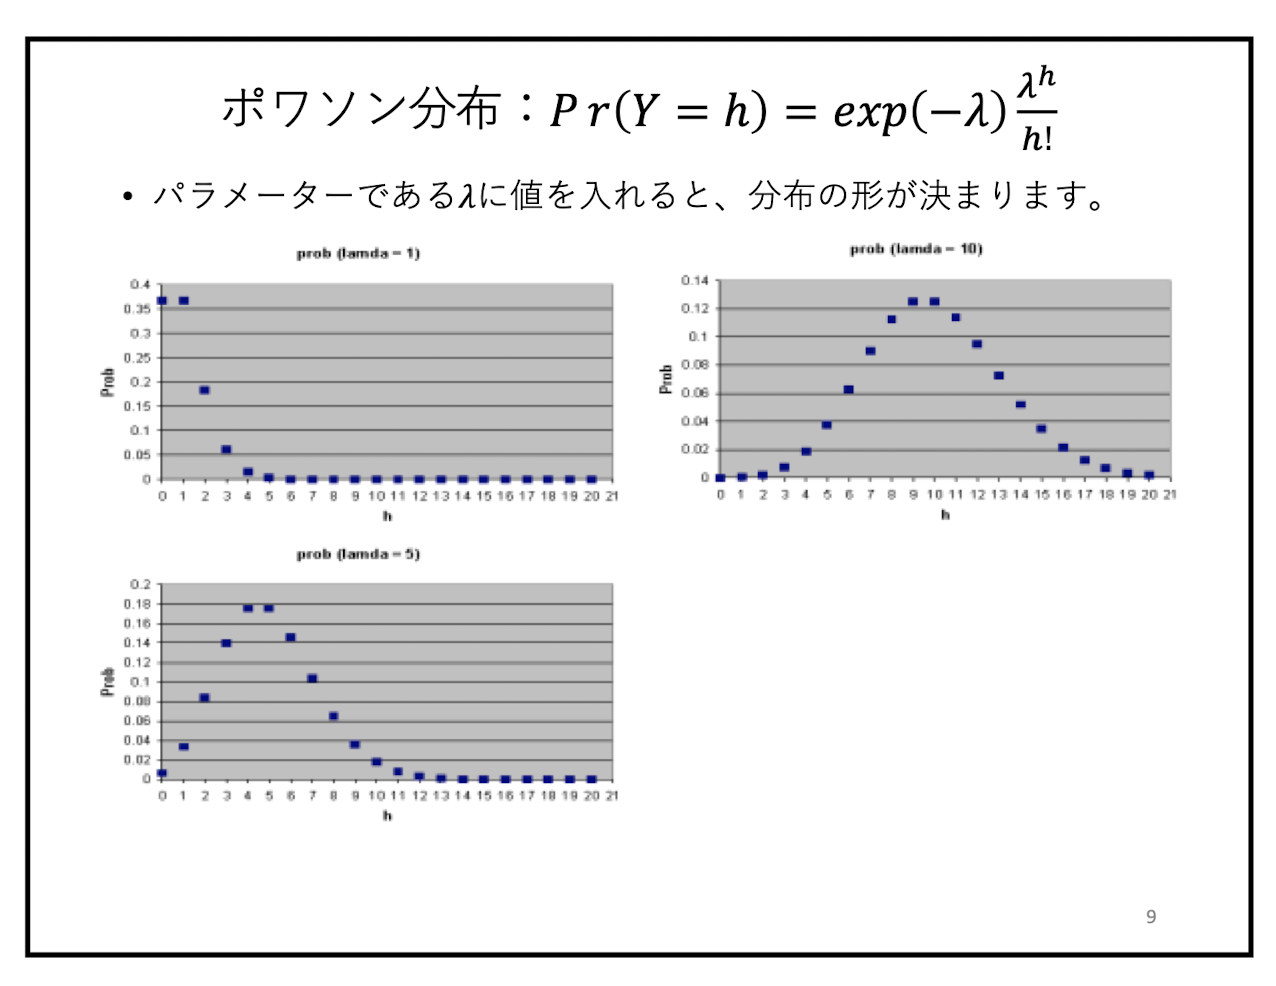 ポワソン分布：Pr(Y = h) = exp(−λ) λ^h / h!
• パラメーターであるλに値を入れると、分布の形が決まります。
prob (lamda = 1)
0.4
0.35
0.3
0.25
0.2
0.15
0.1
0.05
0
Prob
0 1 2 3 4 5 6 7 8 9 10 11 12 13 14 15 16 17 18 19 20 21
h
prob (lamda = 10)
0.14
0.12
0.1
0.08
0.06
0.04
0.02
0
Prob
0 1 2 3 4 5 6 7 8 9 10 11 12 13 14 15 16 17 18 19 20 21
h
prob (lamda = 5)
0.2
0.18
0.16
0.14
0.12
0.1
0.08
0.06
0.04
0.02
0
Prob
0 1 2 3 4 5 6 7 8 9 10 11 12 13 14 15 16 17 18 19 20 21
h
9